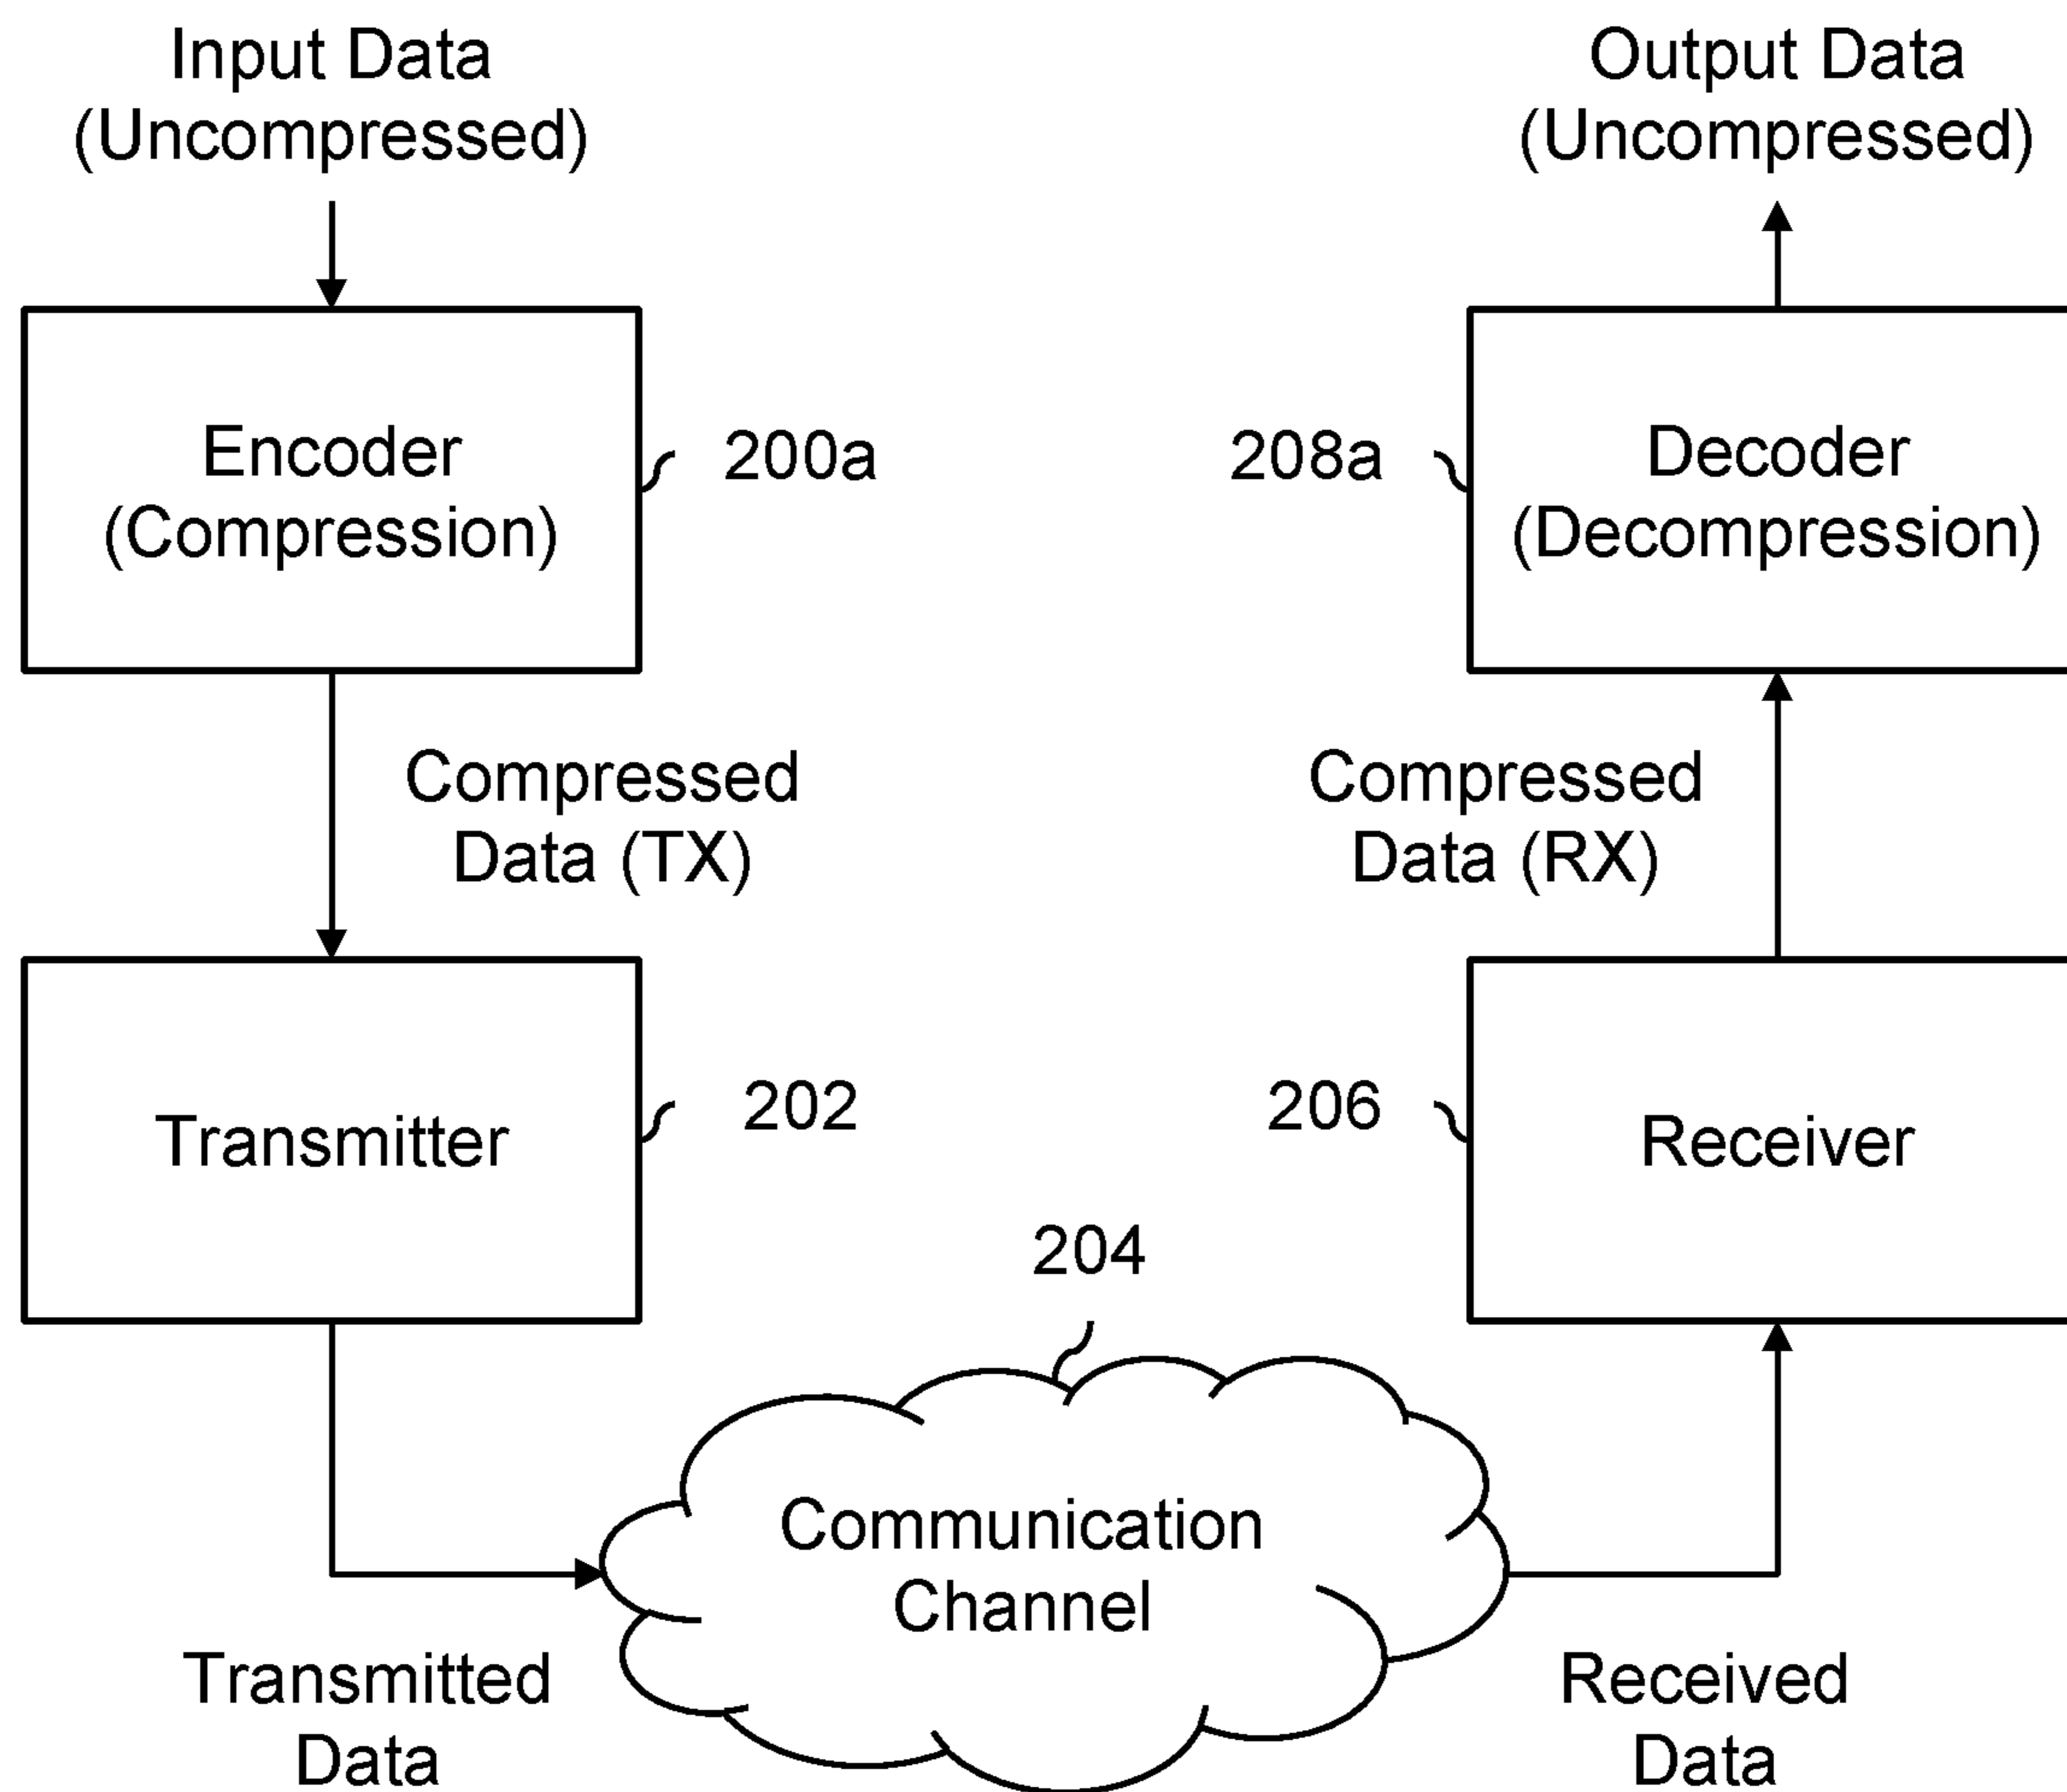 Input Data
(Uncompressed)
Output Data
(Uncompressed)
Encoder
(Compression)
200a
208a
Decoder
(Decompression)
Compressed
Data (TX)
Compressed
Data (RX)
Transmitter
202
206
Receiver
204
Communication
Channel
Transmitted
Data
Received
Data